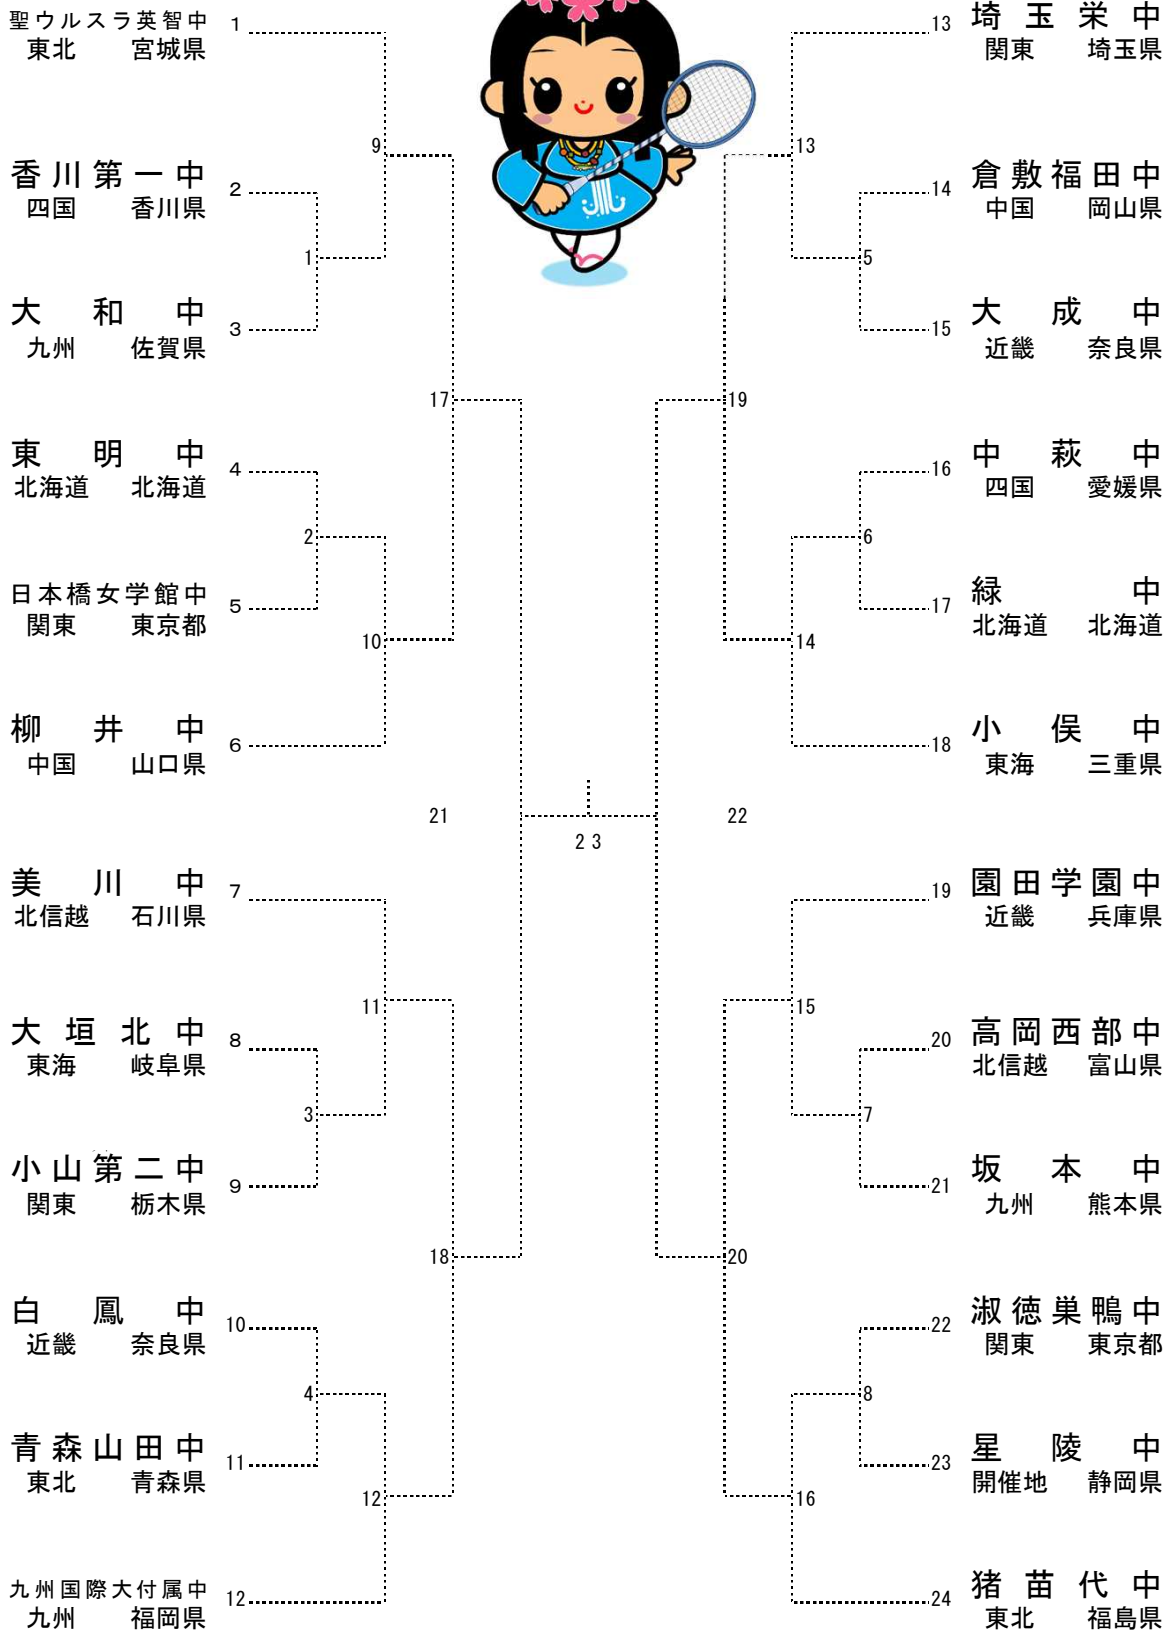 聖ウルスラ英智中 1
東北 宮城県
9
香川第一中 2
四国 香川県
1
大和中 3
九州 佐賀県
17
東明中 4
北海道 北海道
2
日本橋女学館中 5
関東 東京都
10
柳井中 6
中国 山口県
21
美川中 7
北信越 石川県
11
大垣北中 8
東海 岐阜県
3
小山第二中 9
関東 栃木県
18
白鳳中 10
近畿 奈良県
4
青森山田中 11
東北 青森県
12
九州国際大付属中 12
九州 福岡県
23
13 埼玉栄中
関東 埼玉県
13
14 倉敷福田中
中国 岡山県
5
15 大成中
近畿 奈良県
19
16 中萩中
四国 愛媛県
6
17 緑中
北海道 北海道
14
18 小俣中
東海 三重県
22
19 園田学園中
近畿 兵庫県
15
20 高岡西部中
北信越 富山県
7
21 坂本中
九州 熊本県
20
22 淑徳巣鴨中
関東 東京都
8
23 星陵中
開催地 静岡県
16
24 猪苗代中
東北 福島県